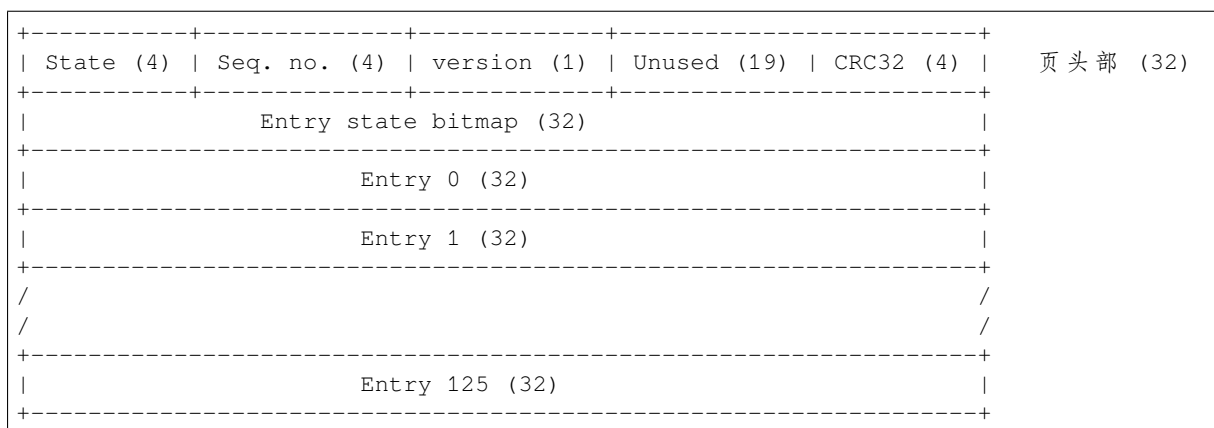 +-----------+--------------+-------------+-------------------------+
| State (4) | Seq. no. (4) | version (1) | Unused (19) | CRC32 (4) | 页头部 (32)
+-----------+--------------+-------------+-------------------------+
| Entry state bitmap (32) |
+------------------------------------------------------------------+
| Entry 0 (32) |
+------------------------------------------------------------------+
| Entry 1 (32) |
+------------------------------------------------------------------+
/ /
/ /
+------------------------------------------------------------------+
| Entry 125 (32) |
+------------------------------------------------------------------+